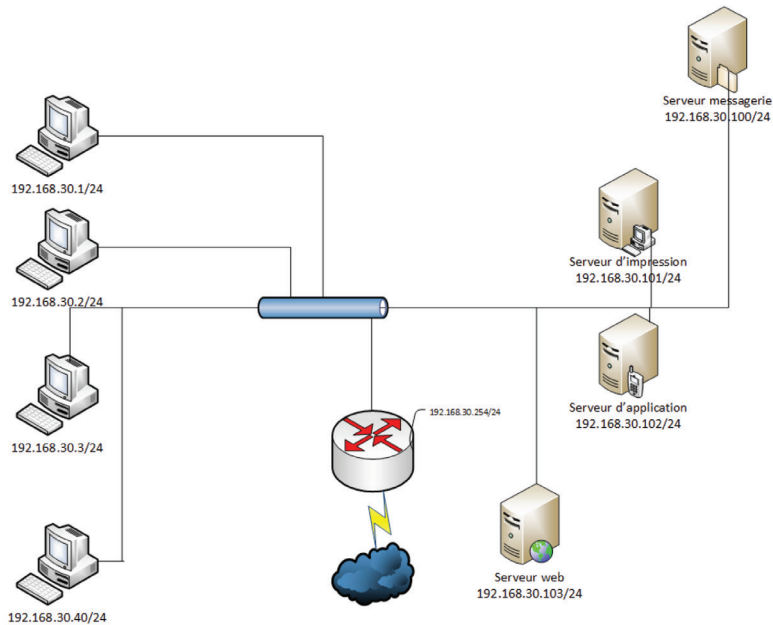 Serveur messagerie
192.168.30.100/24
192.168.30.1/24
Serveur d'impression
192.168.30.101/24
192.168.30.2/24
Serveur d'application
192.168.30.102/24
192.168.30.254/24
192.168.30.3/24
Serveur web
192.168.30.103/24
192.168.30.40/24